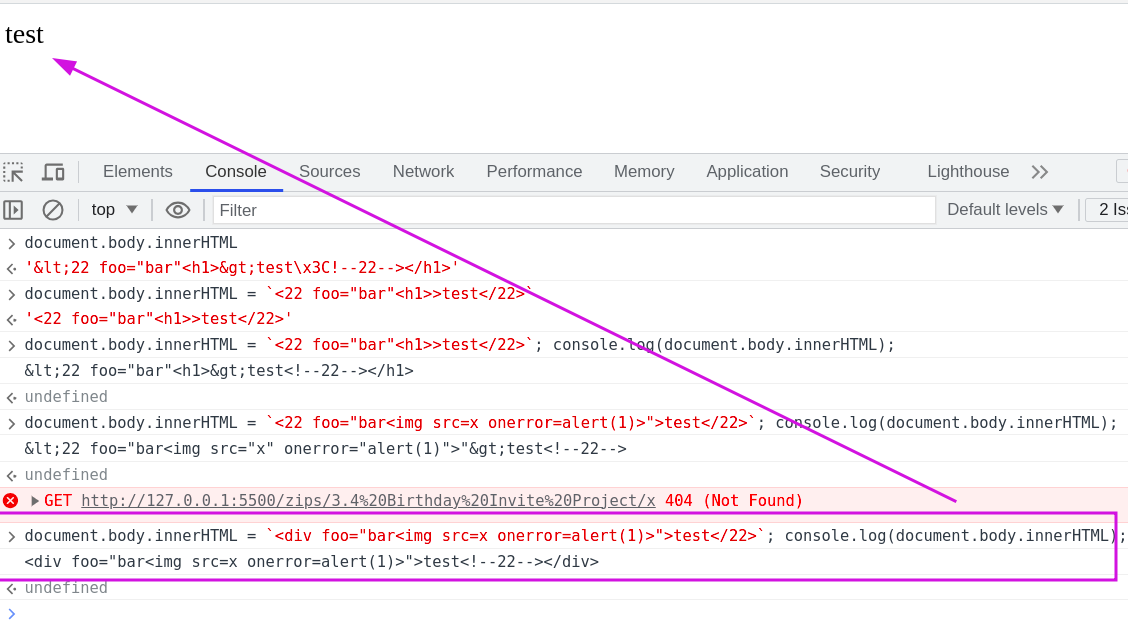 test
Elements Console Sources Network Performance Memory Application Security Lighthouse
top Filter Default levels 2 Iss
document.body.innerHTML
'&lt;22 foo="bar"<h1>&gt;test\x3C!--22--></h1>'
document.body.innerHTML = `<22 foo="bar"<h1>>test</22>`
'<22 foo="bar"<h1>>test</22>'
document.body.innerHTML = `<22 foo="bar"<h1>>test</22>`; console.log(document.body.innerHTML);
&lt;22 foo="bar"<h1>&gt;test<!--22--></h1>
undefined
document.body.innerHTML = `<22 foo="bar<img src=x onerror=alert(1)>">test</22>`; console.log(document.body.innerHTML);
&lt;22 foo="bar<img src="x" onerror="alert(1)">"&gt;test<!--22-->
undefined
GET http://127.0.0.1:5500/zips/3.4%20Birthday%20Invite%20Project/x 404 (Not Found)
document.body.innerHTML = `<div foo="bar<img src=x onerror=alert(1)>">test</22>`; console.log(document.body.innerHTML);
<div foo="bar<img src=x onerror=alert(1)>">test<!--22--></div>
undefined